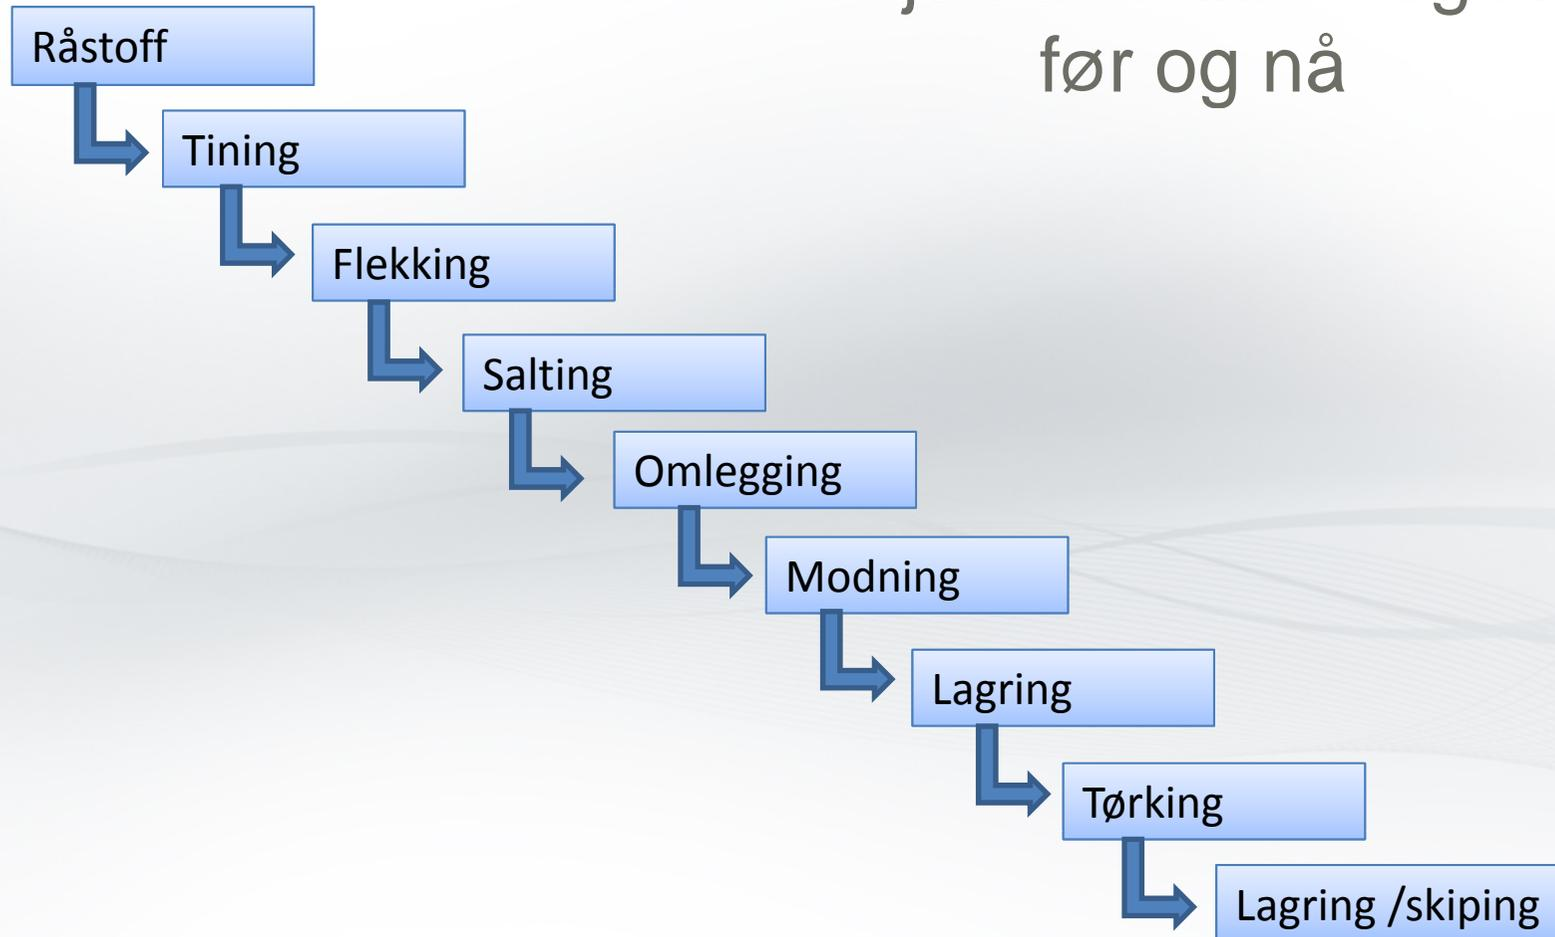 før og nå
Råstoff
Tining
Flekking
Salting
Omlegging
Modning
Lagring
Tørking
Lagring /skiping